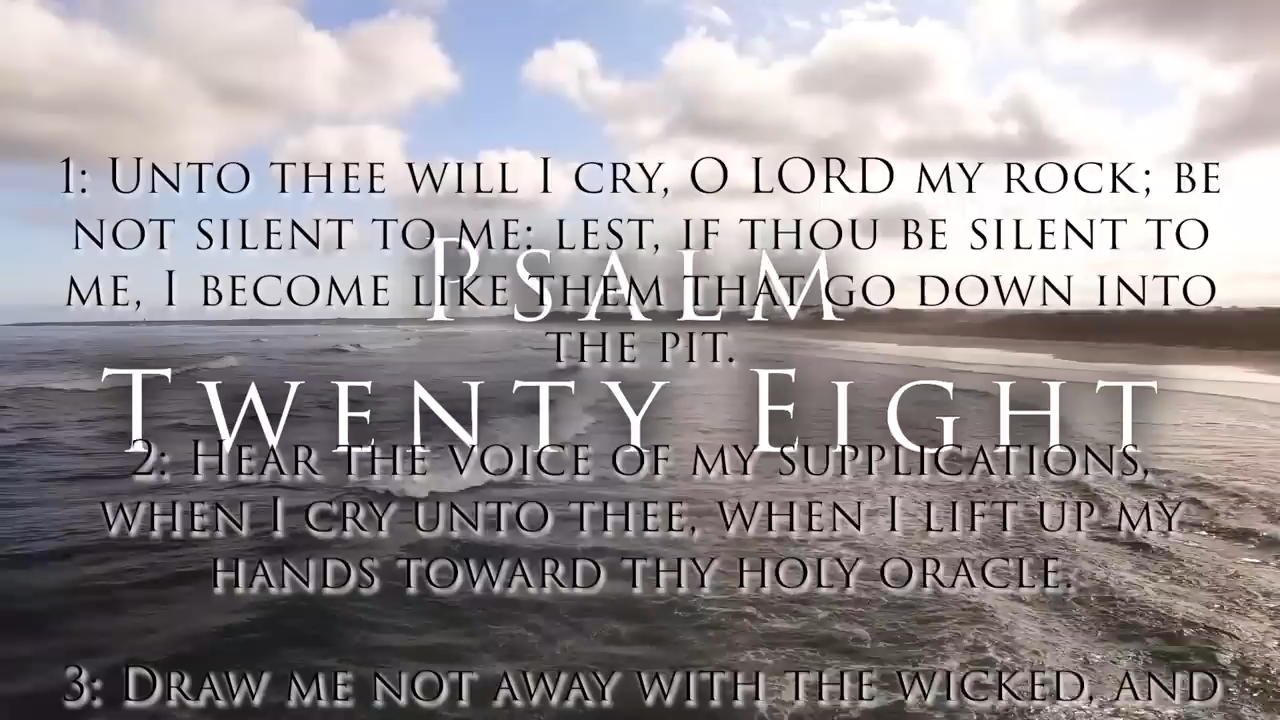 1: Unto thee will I cry, O LORD my rock; be
not silent to me: lest, if thou be silent to
me, I become like them that go down into
the pit.
Psalm
Twenty Eight
2: Hear the voice of my supplications,
when I cry unto thee, when I lift up my
hands toward thy holy oracle.
3: Draw me not away with the wicked, and